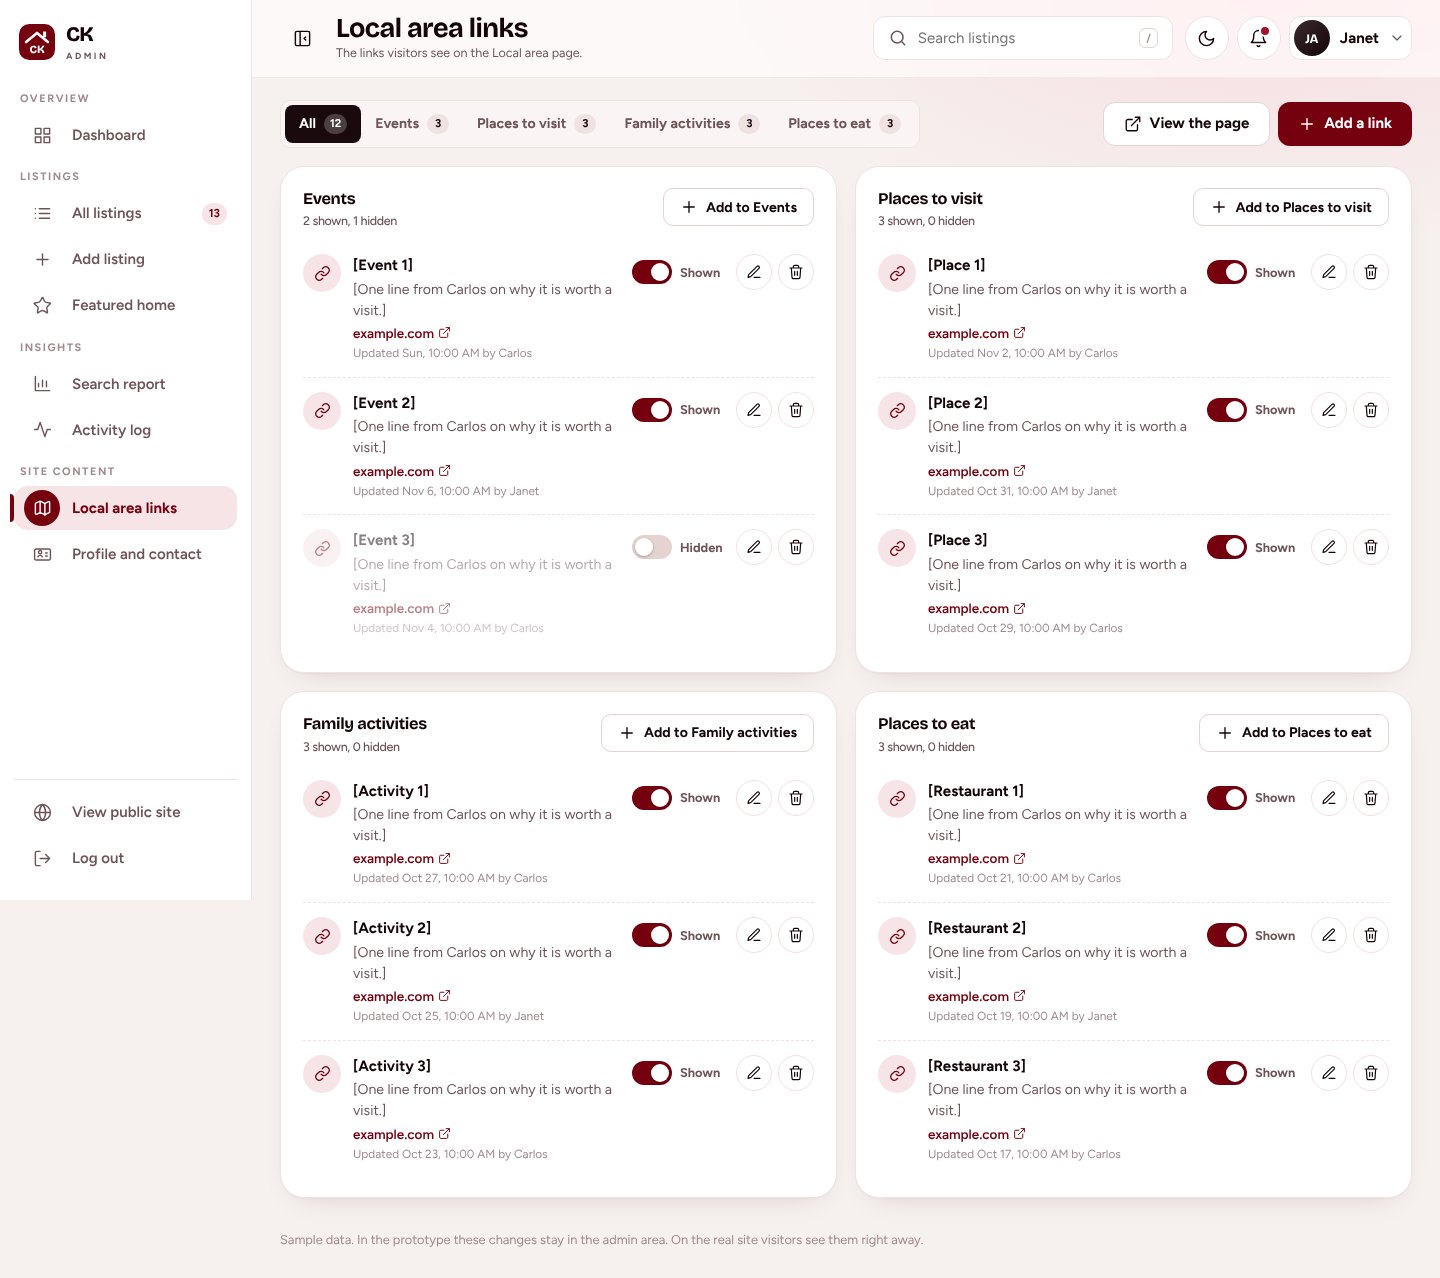 CK
CK
ADMIN
OVERVIEW
Dashboard
LISTINGS
All listings 13
Add listing
Featured home
INSIGHTS
Search report
Activity log
SITE CONTENT
Local area links
Profile and contact
View public site
Log out
Local area links
The links visitors see on the Local area page.
Search listings /
JA Janet
All 12 Events 3 Places to visit 3 Family activities 3 Places to eat 3
View the page
Add a link
Events
2 shown, 1 hidden
Add to Events
[Event 1]
[One line from Carlos on why it is worth a
visit.]
example.com
Updated Sun, 10:00 AM by Carlos
Shown
[Event 2]
[One line from Carlos on why it is worth a
visit.]
example.com
Updated Nov 6, 10:00 AM by Janet
Shown
[Event 3]
[One line from Carlos on why it is worth a
visit.]
example.com
Updated Nov 4, 10:00 AM by Carlos
Hidden
Places to visit
3 shown, 0 hidden
Add to Places to visit
[Place 1]
[One line from Carlos on why it is worth a
visit.]
example.com
Updated Nov 2, 10:00 AM by Carlos
Shown
[Place 2]
[One line from Carlos on why it is worth a
visit.]
example.com
Updated Oct 31, 10:00 AM by Janet
Shown
[Place 3]
[One line from Carlos on why it is worth a
visit.]
example.com
Updated Oct 29, 10:00 AM by Carlos
Shown
Family activities
3 shown, 0 hidden
Add to Family activities
[Activity 1]
[One line from Carlos on why it is worth a
visit.]
example.com
Updated Oct 27, 10:00 AM by Carlos
Shown
[Activity 2]
[One line from Carlos on why it is worth a
visit.]
example.com
Updated Oct 25, 10:00 AM by Janet
Shown
[Activity 3]
[One line from Carlos on why it is worth a
visit.]
example.com
Updated Oct 23, 10:00 AM by Carlos
Shown
Places to eat
3 shown, 0 hidden
Add to Places to eat
[Restaurant 1]
[One line from Carlos on why it is worth a
visit.]
example.com
Updated Oct 21, 10:00 AM by Carlos
Shown
[Restaurant 2]
[One line from Carlos on why it is worth a
visit.]
example.com
Updated Oct 19, 10:00 AM by Janet
Shown
[Restaurant 3]
[One line from Carlos on why it is worth a
visit.]
example.com
Updated Oct 17, 10:00 AM by Carlos
Shown
Sample data. In the prototype these changes stay in the admin area. On the real site visitors see them right away.